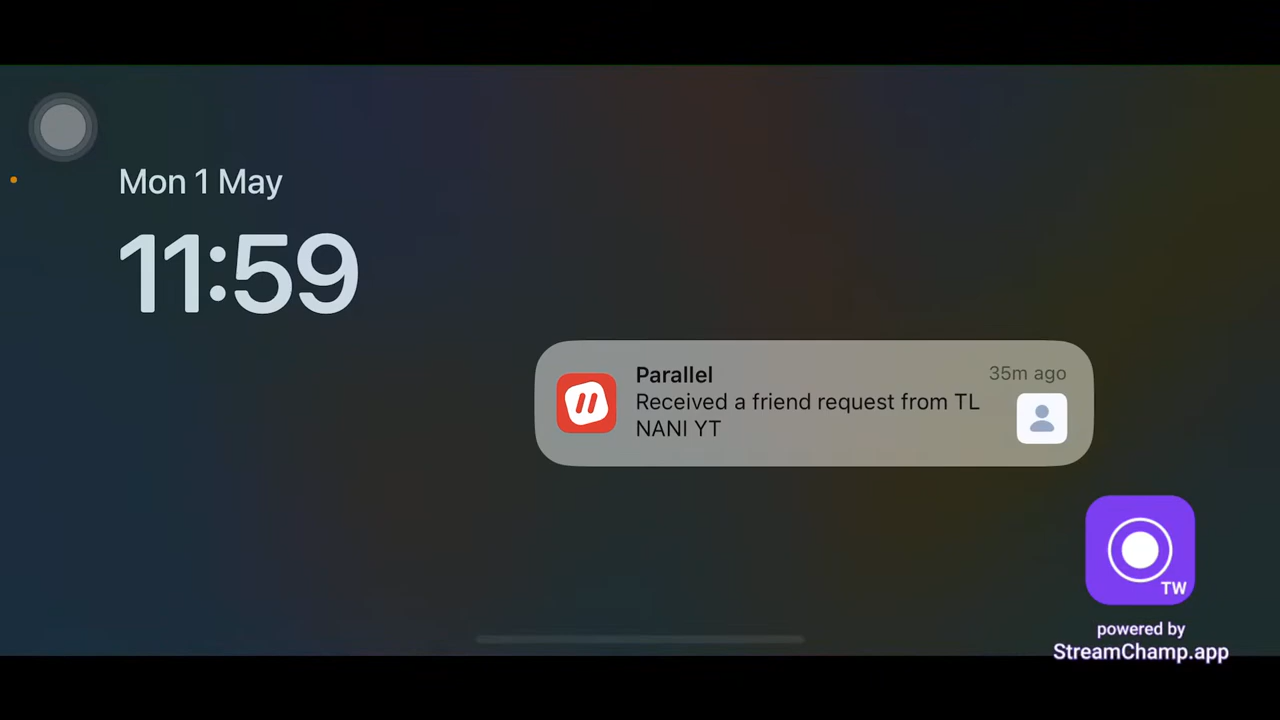 Mon 1 May
11:59
Parallel
35m ago
Received a friend request from TL
NANI YT
TW
powered by
StreamChamp.app